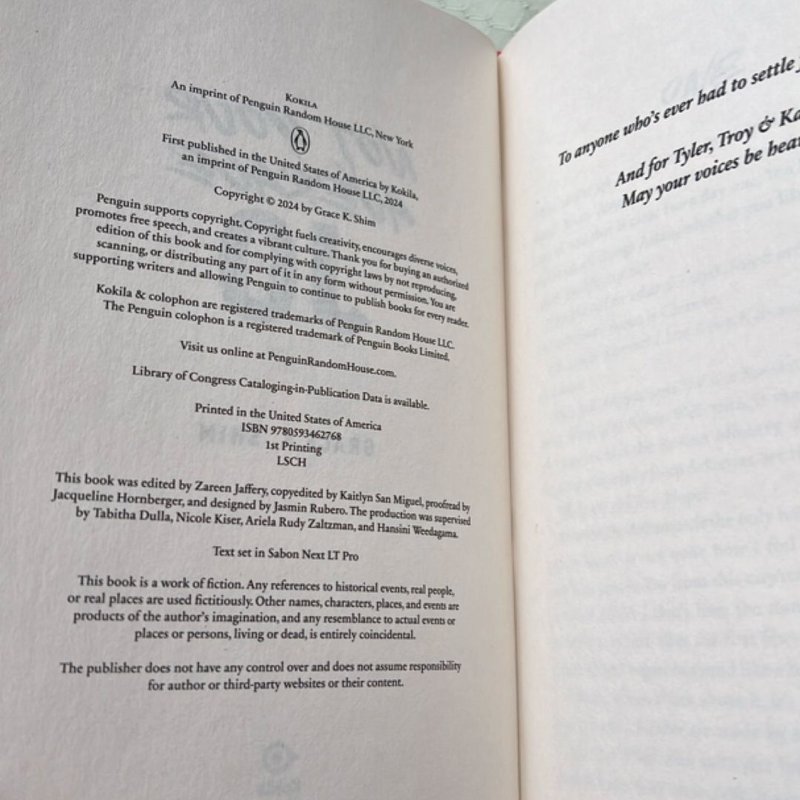 KOKILA
An imprint of Penguin Random House LLC, New York
First published in the United States of America by Kokila,
an imprint of Penguin Random House LLC, 2024
Copyright © 2024 by Grace K. Shim
Penguin supports copyright. Copyright fuels creativity, encourages diverse voices,
promotes free speech, and creates a vibrant culture. Thank you for buying an authorized
edition of this book and for complying with copyright laws by not reproducing,
scanning, or distributing any part of it in any form without permission. You are
supporting writers and allowing Penguin to continue to publish books for every reader.
Kokila & colophon are registered trademarks of Penguin Random House LLC.
The Penguin colophon is a registered trademark of Penguin Books Limited.
Visit us online at PenguinRandomHouse.com.
Library of Congress Cataloging-in-Publication Data is available.
Printed in the United States of America
ISBN 9780593462768
1st Printing
LSCH
This book was edited by Zareen Jaffery, copyedited by Kaitlyn San Miguel, proofread by
Jacqueline Hornberger, and designed by Jasmin Rubero. The production was supervised
by Tabitha Dulla, Nicole Kiser, Ariela Rudy Zaltzman, and Hansini Weedagama.
Text set in Sabon Next LT Pro
This book is a work of fiction. Any references to historical events, real people,
or real places are used fictitiously. Other names, characters, places, and events are
products of the author's imagination, and any resemblance to actual events or
places or persons, living or dead, is entirely coincidental.
The publisher does not have any control over and does not assume responsibility
for author or third-party websites or their content.
To anyone who's ever had to settle
And for Tyler, Troy & Ka
May your voices be hear